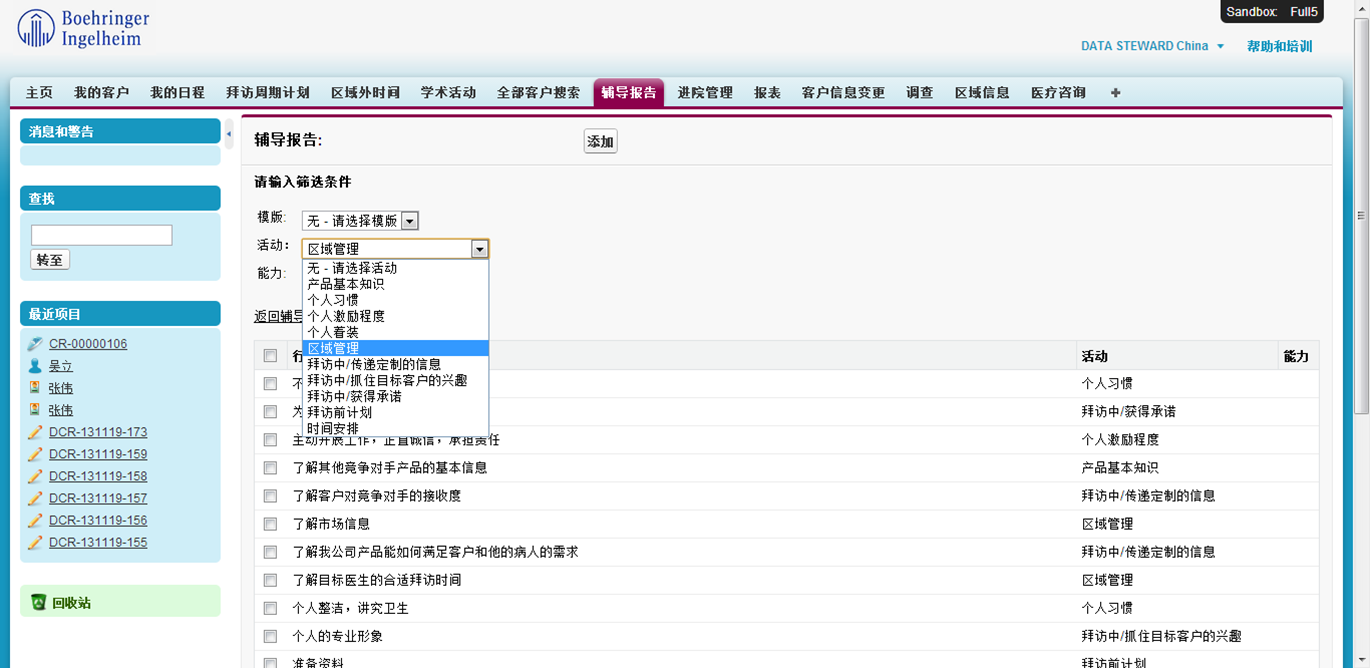 Boehringer
Ingelheim
Sandbox: Full5
DATA STEWARD China 帮助和培训
主页 我的客户 我的日程 拜访周期计划 区域外时间 学术活动 全部客户搜索 辅导报告 进院管理 报表 客户信息变更 调查 区域信息 医疗咨询 +
消息和警告
查找
转至
最近项目
CR-00000106
吴立
张伟
张伟
DCR-131119-173
DCR-131119-159
DCR-131119-158
DCR-131119-157
DCR-131119-156
DCR-131119-155
回收站
辅导报告: 添加
请输入筛选条件
模版: 无 - 请选择模版
活动: 区域管理
能力:
无 - 请选择活动
产品基本知识
个人习惯
个人激励程度
个人着装
区域管理
拜访中/传递定制的信息
拜访中/抓住目标客户的兴趣
拜访中/获得承诺
拜访前计划
时间安排
返回辅导
行 活动 能力
不 个人习惯
为 拜访中/获得承诺
主动开展工作，正直诚信，承担责任 个人激励程度
了解其他竞争对手产品的基本信息 产品基本知识
了解客户对竞争对手的接收度 拜访中/传递定制的信息
了解市场信息 区域管理
了解我公司产品能如何满足客户和他的病人的需求 拜访中/传递定制的信息
了解目标医生的合适拜访时间 区域管理
个人整洁，讲究卫生 个人习惯
个人的专业形象 拜访中/抓住目标客户的兴趣
准备资料 拜访前计划